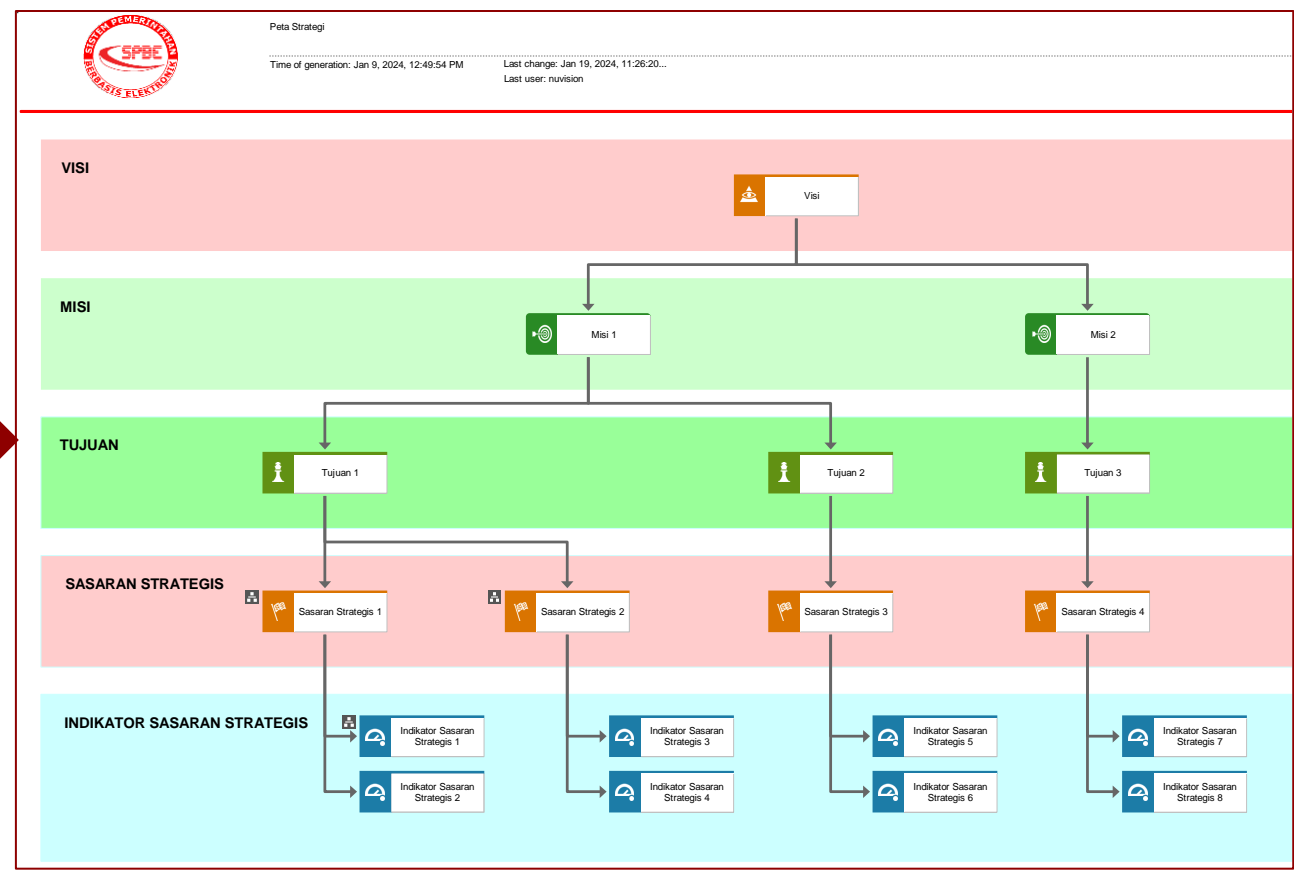 SISTEM PEMERINTAHAN
SPBE
BERBASIS ELEKTRONIK
Peta Strategi
Time of generation: Jan 9, 2024, 12:49:54 PM
Last change: Jan 19, 2024, 11:26:20...
Last user: nuvision
VISI
Visi
MISI
Misi 1
Misi 2
TUJUAN
Tujuan 1
Tujuan 2
Tujuan 3
SASARAN STRATEGIS
Sasaran Strategis 1
Sasaran Strategis 2
Sasaran Strategis 3
Sasaran Strategis 4
INDIKATOR SASARAN STRATEGIS
Indikator Sasaran
Strategis 1
Indikator Sasaran
Strategis 3
Indikator Sasaran
Strategis 5
Indikator Sasaran
Strategis 7
Indikator Sasaran
Strategis 2
Indikator Sasaran
Strategis 4
Indikator Sasaran
Strategis 6
Indikator Sasaran
Strategis 8